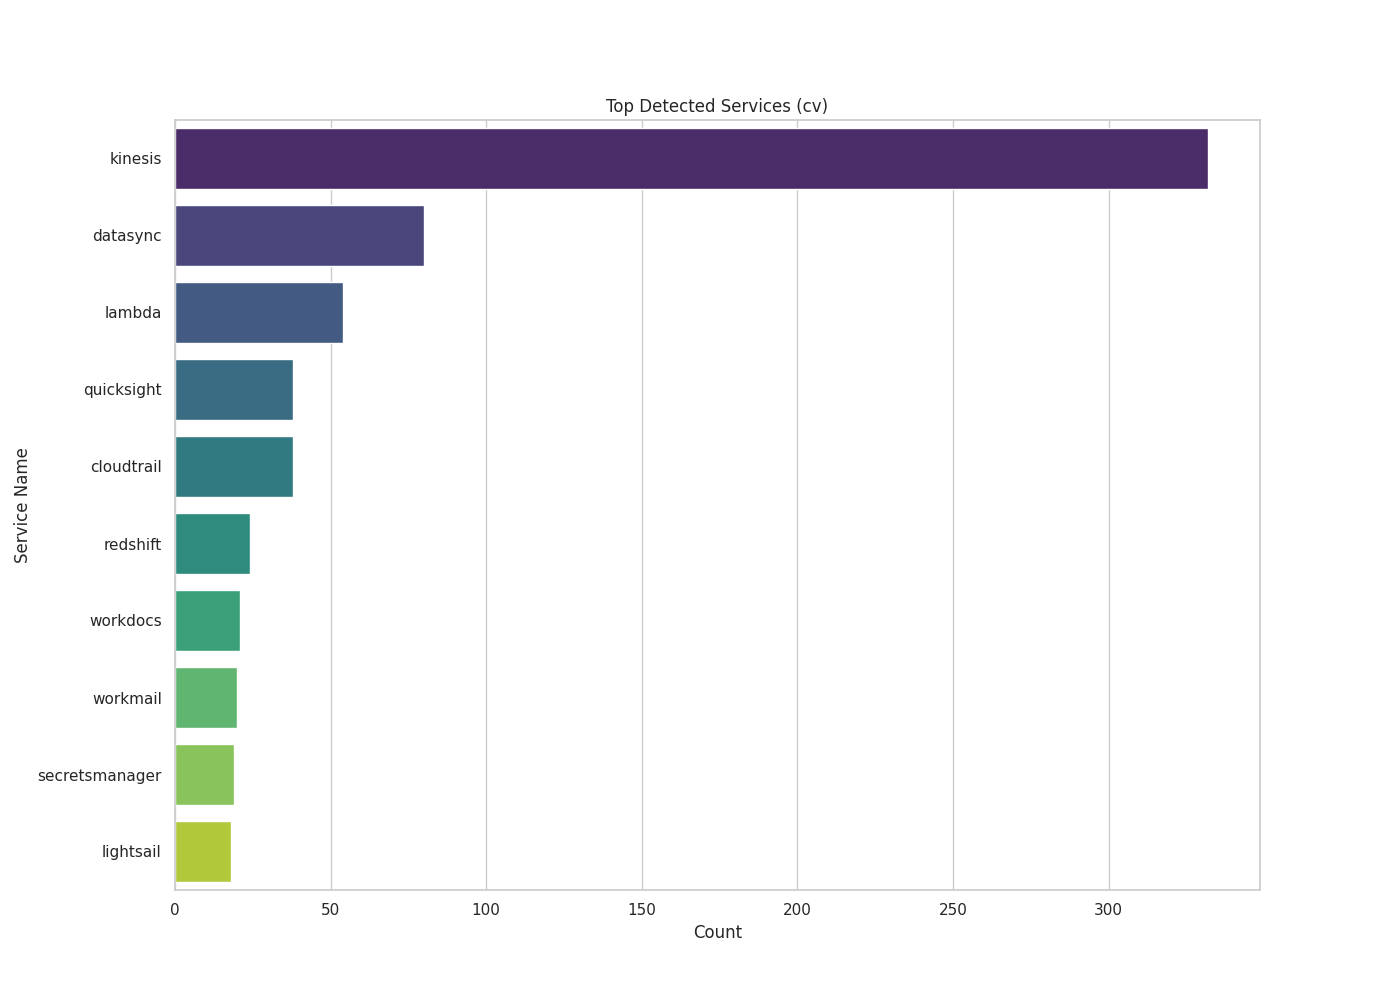 Top Detected Services (cv)
kinesis
datasync
lambda
quicksight
cloudtrail
redshift
workdocs
workmail
secretsmanager
lightsail
Service Name
0 50 100 150 200 250 300
Count